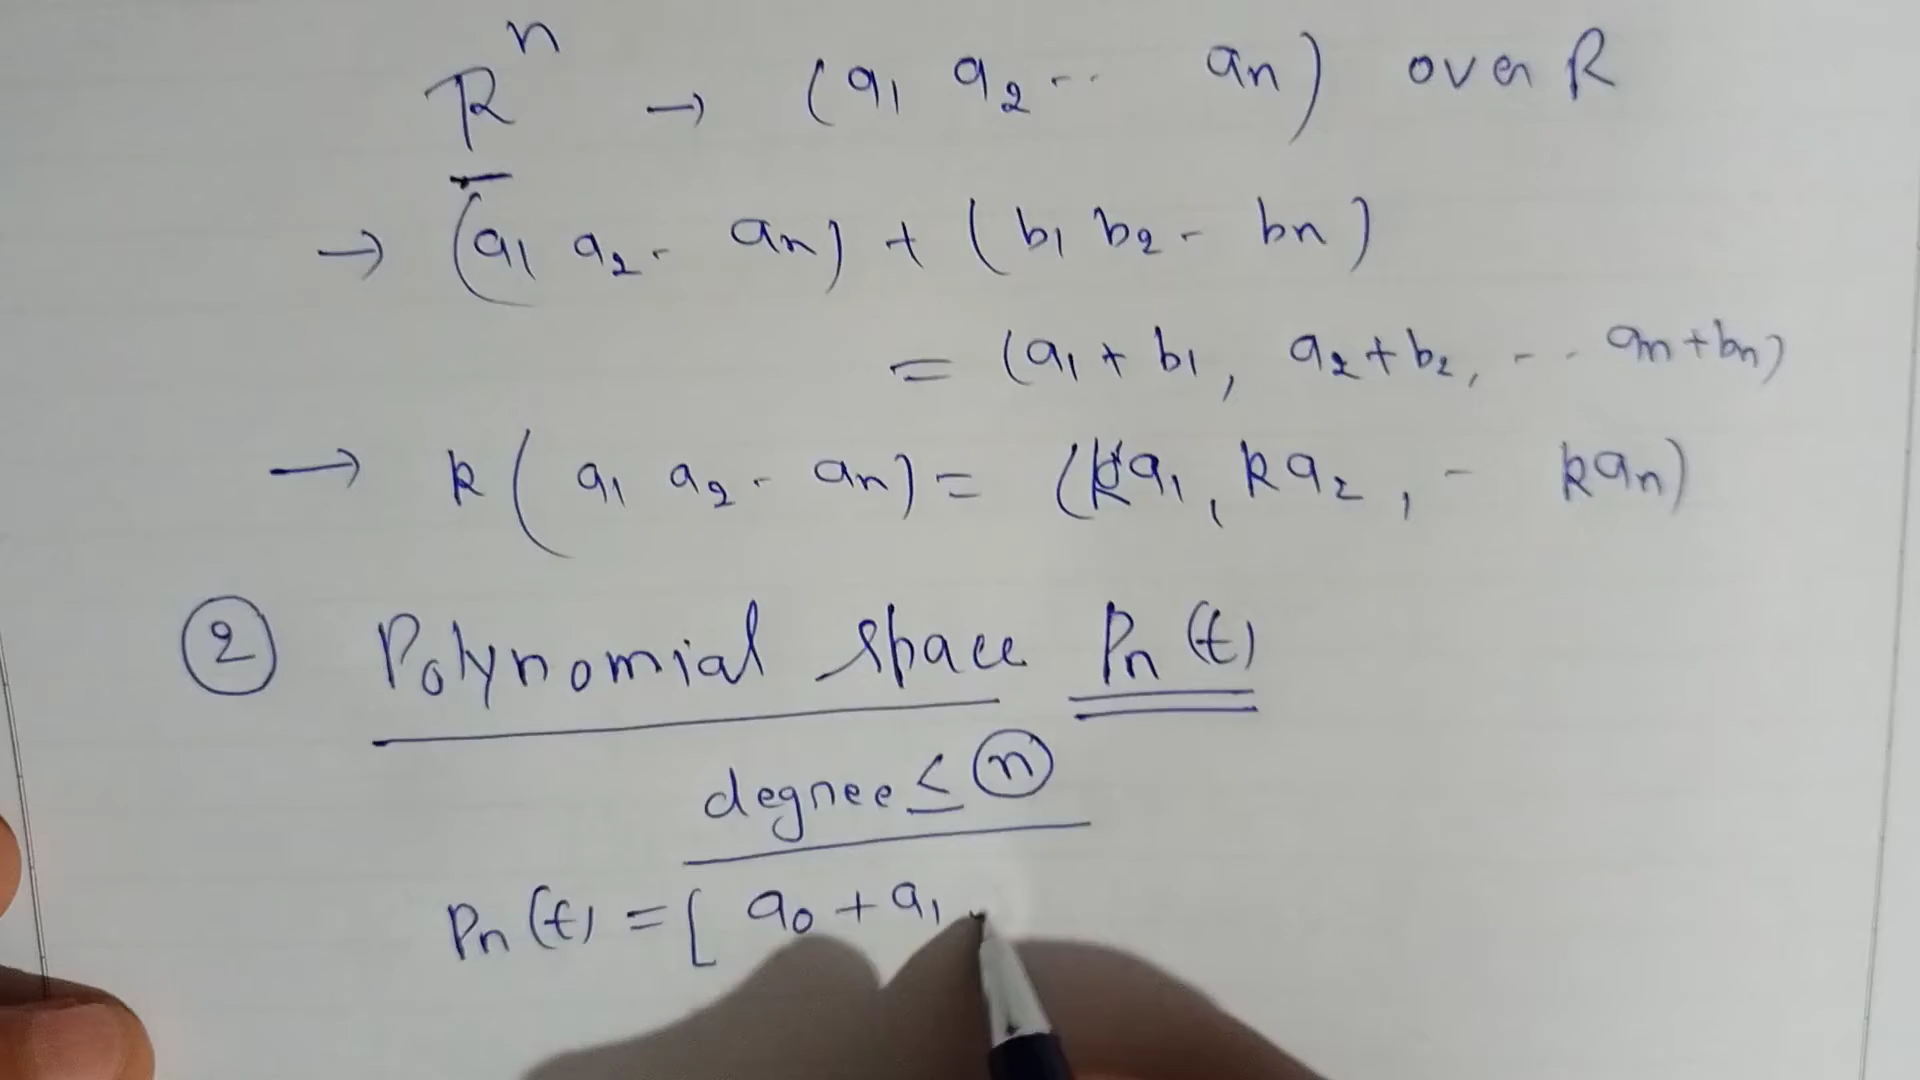 Rⁿ → (a₁ a₂ -- aₙ) over R
→ (a₁ a₂ - aₙ) + (b₁ b₂ - bₙ)
= (a₁ + b₁, a₂ + b₂, -- aₙ + bₙ)
→ k (a₁ a₂ - aₙ) = (ka₁, ka₂, - kaₙ)
② Polynomial space Pₙ(t)
degree ≤ ⓝ
Pₙ(t) = [ a₀ + a₁